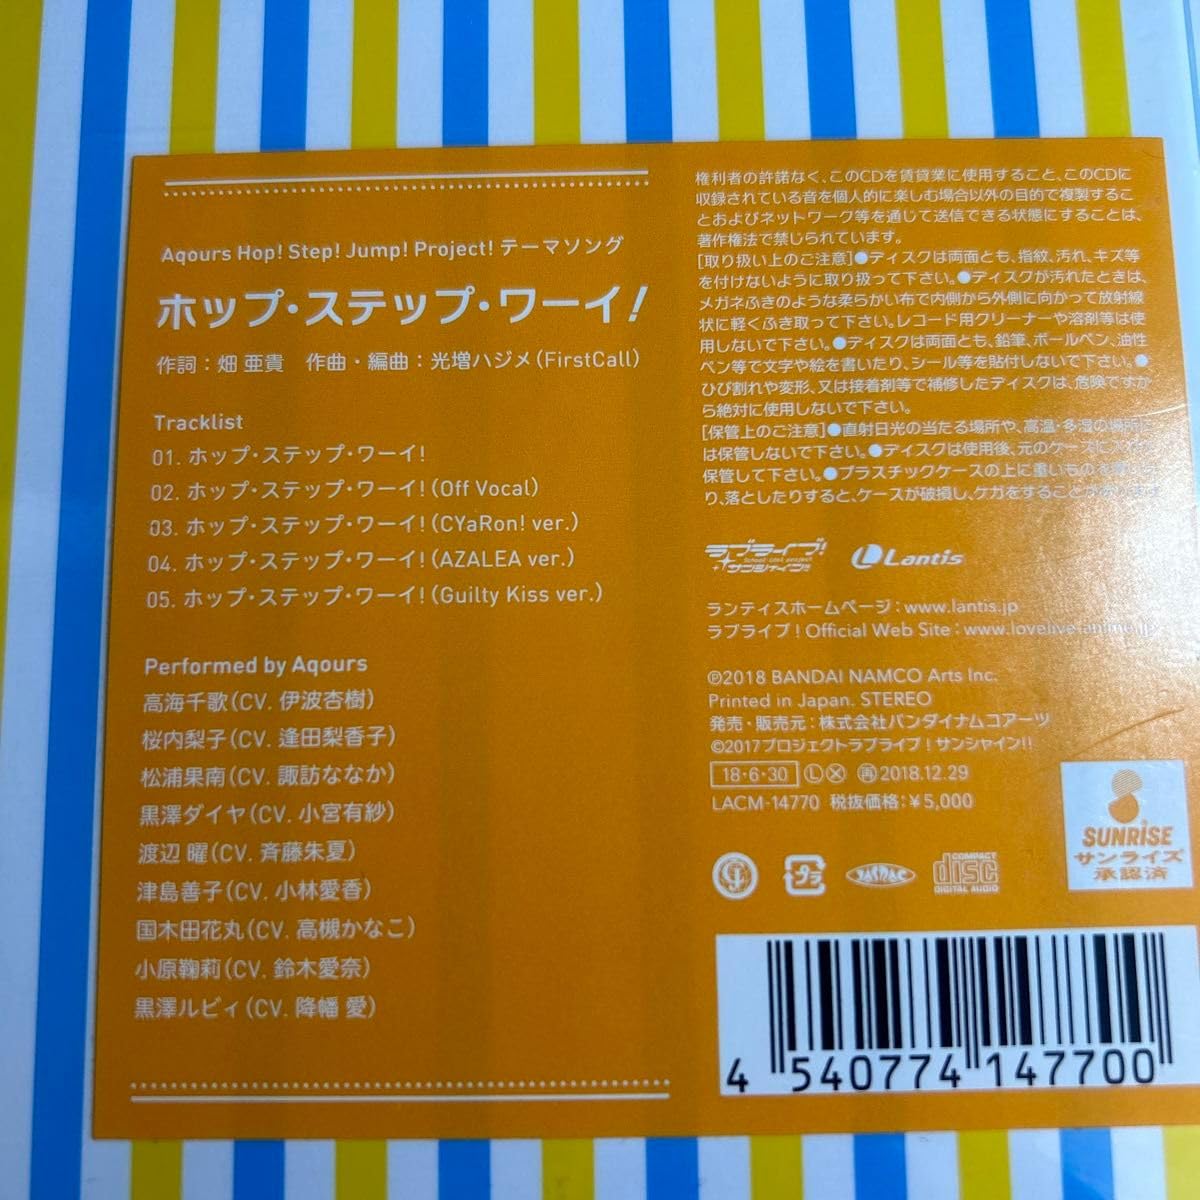 Aqours Hop! Step! Jump! Project! テーマソング
ホップ・ステップ・ワーイ!
作詞:畑 亜貴 作曲・編曲:光増ハジメ(FirstCall)
Tracklist
01. ホップ・ステップ・ワーイ!
02. ホップ・ステップ・ワーイ!(Off Vocal)
03. ホップ・ステップ・ワーイ!(CYaRon! ver.)
04. ホップ・ステップ・ワーイ!(AZALEA ver.)
05. ホップ・ステップ・ワーイ!(Guilty Kiss ver.)
Performed by Aqours
高海千歌(CV. 伊波杏樹)
桜内梨子(CV. 逢田梨香子)
松浦果南(CV. 諏訪ななか)
黒澤ダイヤ(CV. 小宮有紗)
渡辺 曜(CV. 斉藤朱夏)
津島善子(CV. 小林愛香)
国木田花丸(CV. 高槻かなこ)
小原鞠莉(CV. 鈴木愛奈)
黒澤ルビィ(CV. 降幡 愛)
権利者の許諾なく、このCDを賃貸業に使用すること、このCDに
収録されている音を個人的に楽しむ場合以外の目的で複製するこ
とおよびネットワーク等を通じて送信できる状態にすることは、
著作権法で禁じられています。
[取り扱い上のご注意]●ディスクは両面とも、指紋、汚れ、キズ等
を付けないように取り扱って下さい。●ディスクが汚れたときは、
メガネふきのような柔らかい布で内側から外側に向かって放射線
状に軽くふき取って下さい。レコード用クリーナーや溶剤等は使
用しないで下さい。●ディスクは両面とも、鉛筆、ボールペン、油性
ペン等で文字や絵を書いたり、シール等を貼付しないで下さい。●
ひび割れや変形、又は接着剤等で補修したディスクは、危険ですか
ら絶対に使用しないで下さい。
[保管上のご注意]●直射日光の当たる場所や、高温・多湿の場所に
は保管しないで下さい。●ディスクは使用後、元のケースに入れて
保管して下さい。●プラスチックケースの上に重いものを
り、落としたりすると、ケースが破損し、ケガをすることがあります
ラブライブ!
School idol project
サンシャイン!!
Lantis
ランティスホームページ:www.lantis.jp
ラブライブ!Official Web Site:www.lovelive-anime.jp
℗2018 BANDAI NAMCO Arts Inc.
Printed in Japan. STEREO
発売・販売元:株式会社バンダイナムコアーツ
©2017プロジェクトラブライブ!サンシャイン!!
18・6・30 Ⓛ Ⓧ 再 2018.12.29
LACM-14770 税抜価格:¥5,000
プラ
JASRAC
COMPACT
disc
DIGITAL AUDIO
SUNRISE
サンライズ
承認済
4 540774 147700